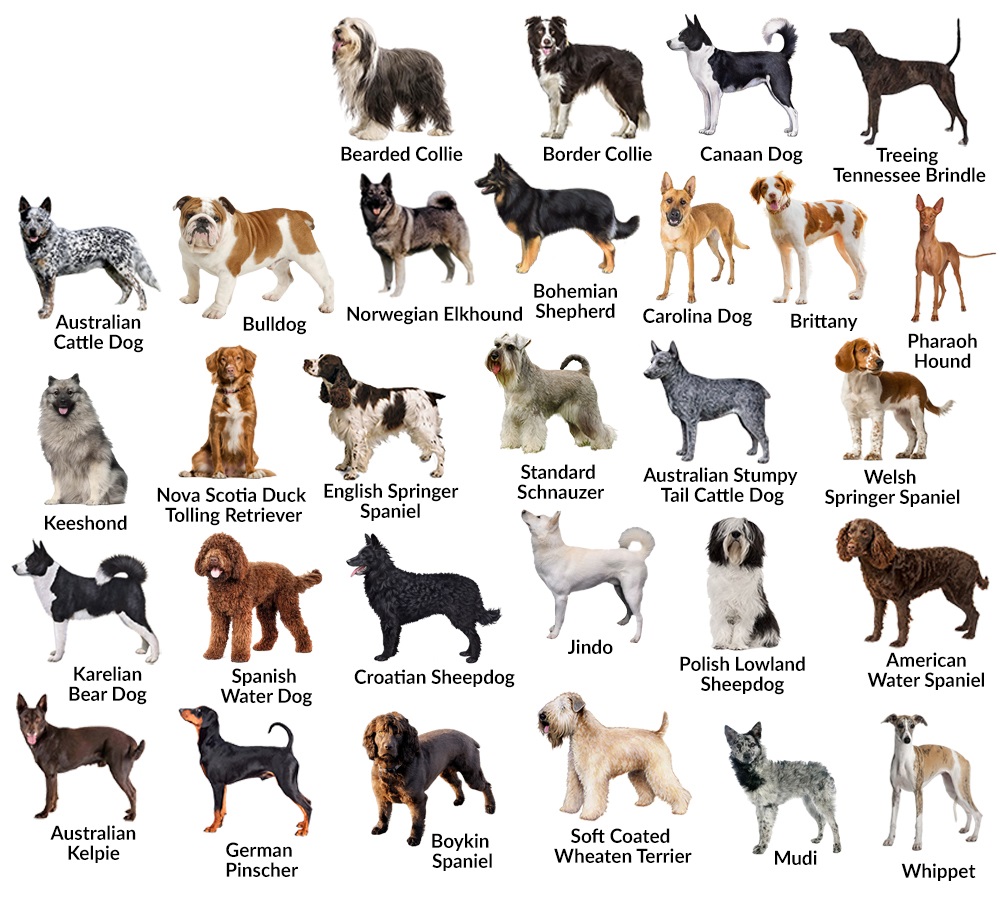 Bearded Collie
Border Collie
Canaan Dog
Treeing
Tennessee Brindle
Australian
Cattle Dog
Bulldog
Norwegian Elkhound
Bohemian
Shepherd
Carolina Dog
Brittany
Pharaoh
Hound
Keeshond
Nova Scotia Duck
Tolling Retriever
English Springer
Spaniel
Standard
Schnauzer
Australian Stumpy
Tail Cattle Dog
Welsh
Springer Spaniel
Karelian
Bear Dog
Spanish
Water Dog
Croatian Sheepdog
Jindo
Polish Lowland
Sheepdog
American
Water Spaniel
Australian
Kelpie
German
Pinscher
Boykin
Spaniel
Soft Coated
Wheaten Terrier
Mudi
Whippet